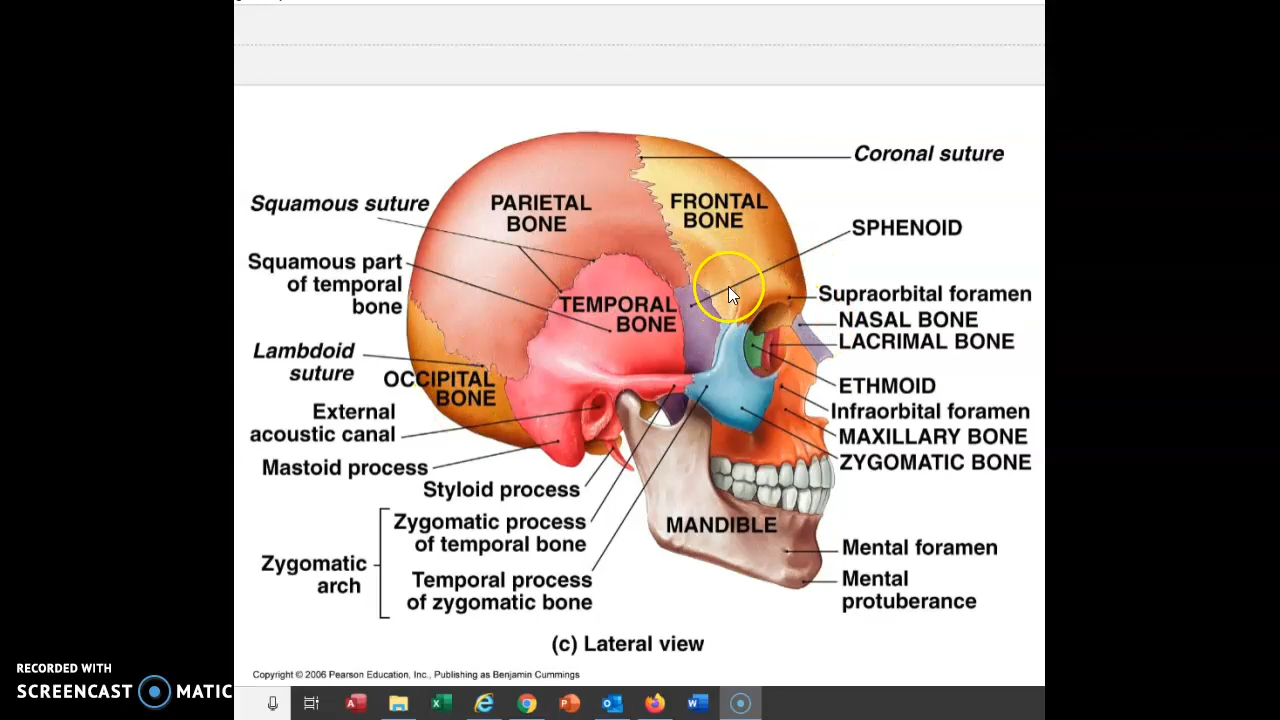 Coronal suture
Squamous suture
PARIETAL
BONE
FRONTAL
BONE
SPHENOID
Squamous part
of temporal
bone
TEMPORAL
BONE
Supraorbital foramen
NASAL BONE
LACRIMAL BONE
Lambdoid
suture
OCCIPITAL
BONE
ETHMOID
Infraorbital foramen
MAXILLARY BONE
ZYGOMATIC BONE
External
acoustic canal
Mastoid process
Styloid process
Zygomatic process
of temporal bone
MANDIBLE
Zygomatic
arch
Temporal process
of zygomatic bone
Mental foramen
Mental
protuberance
(c) Lateral view
Copyright © 2006 Pearson Education, Inc., Publishing as Benjamin Cummings
RECORDED WITH
SCREENCAST MATIC